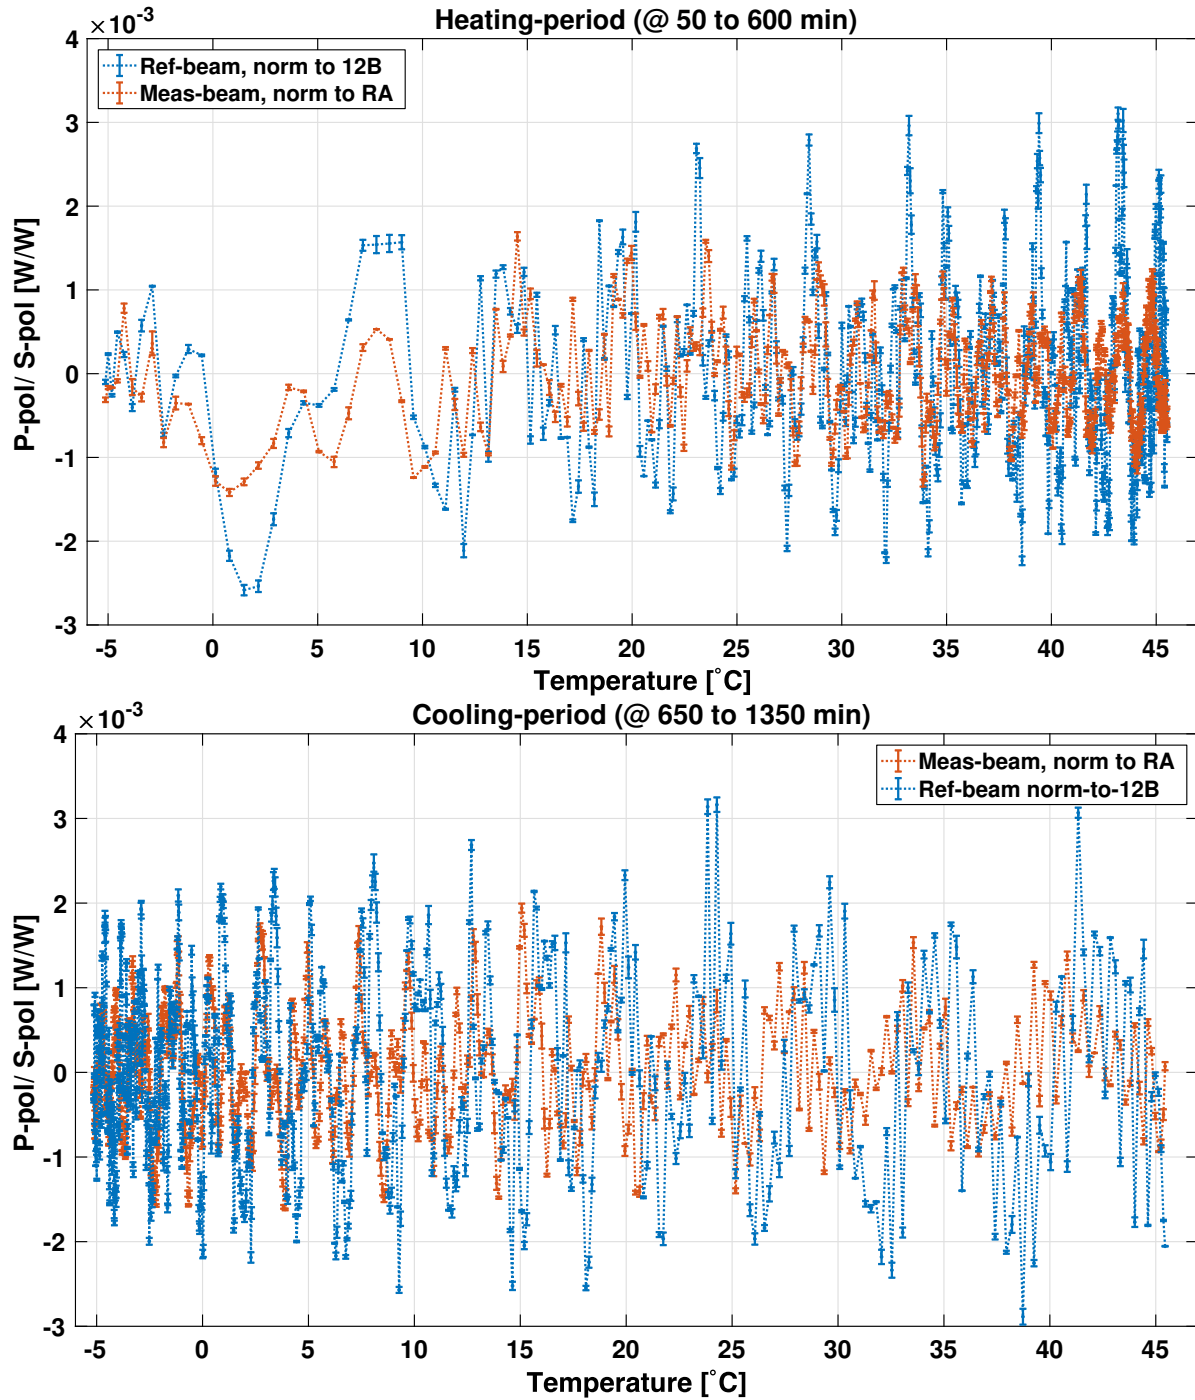 ×10⁻³
Heating-period (@ 50 to 600 min)
4
3
2
1
0
-1
-2
-3
P-pol/ S-pol [W/W]
Ref-beam, norm to 12B
Meas-beam, norm to RA
-5 0 5 10 15 20 25 30 35 40 45
Temperature [°C]
×10⁻³
Cooling-period (@ 650 to 1350 min)
4
3
2
1
0
-1
-2
-3
P-pol/ S-pol [W/W]
Meas-beam, norm to RA
Ref-beam norm-to-12B
-5 0 5 10 15 20 25 30 35 40 45
Temperature [°C]